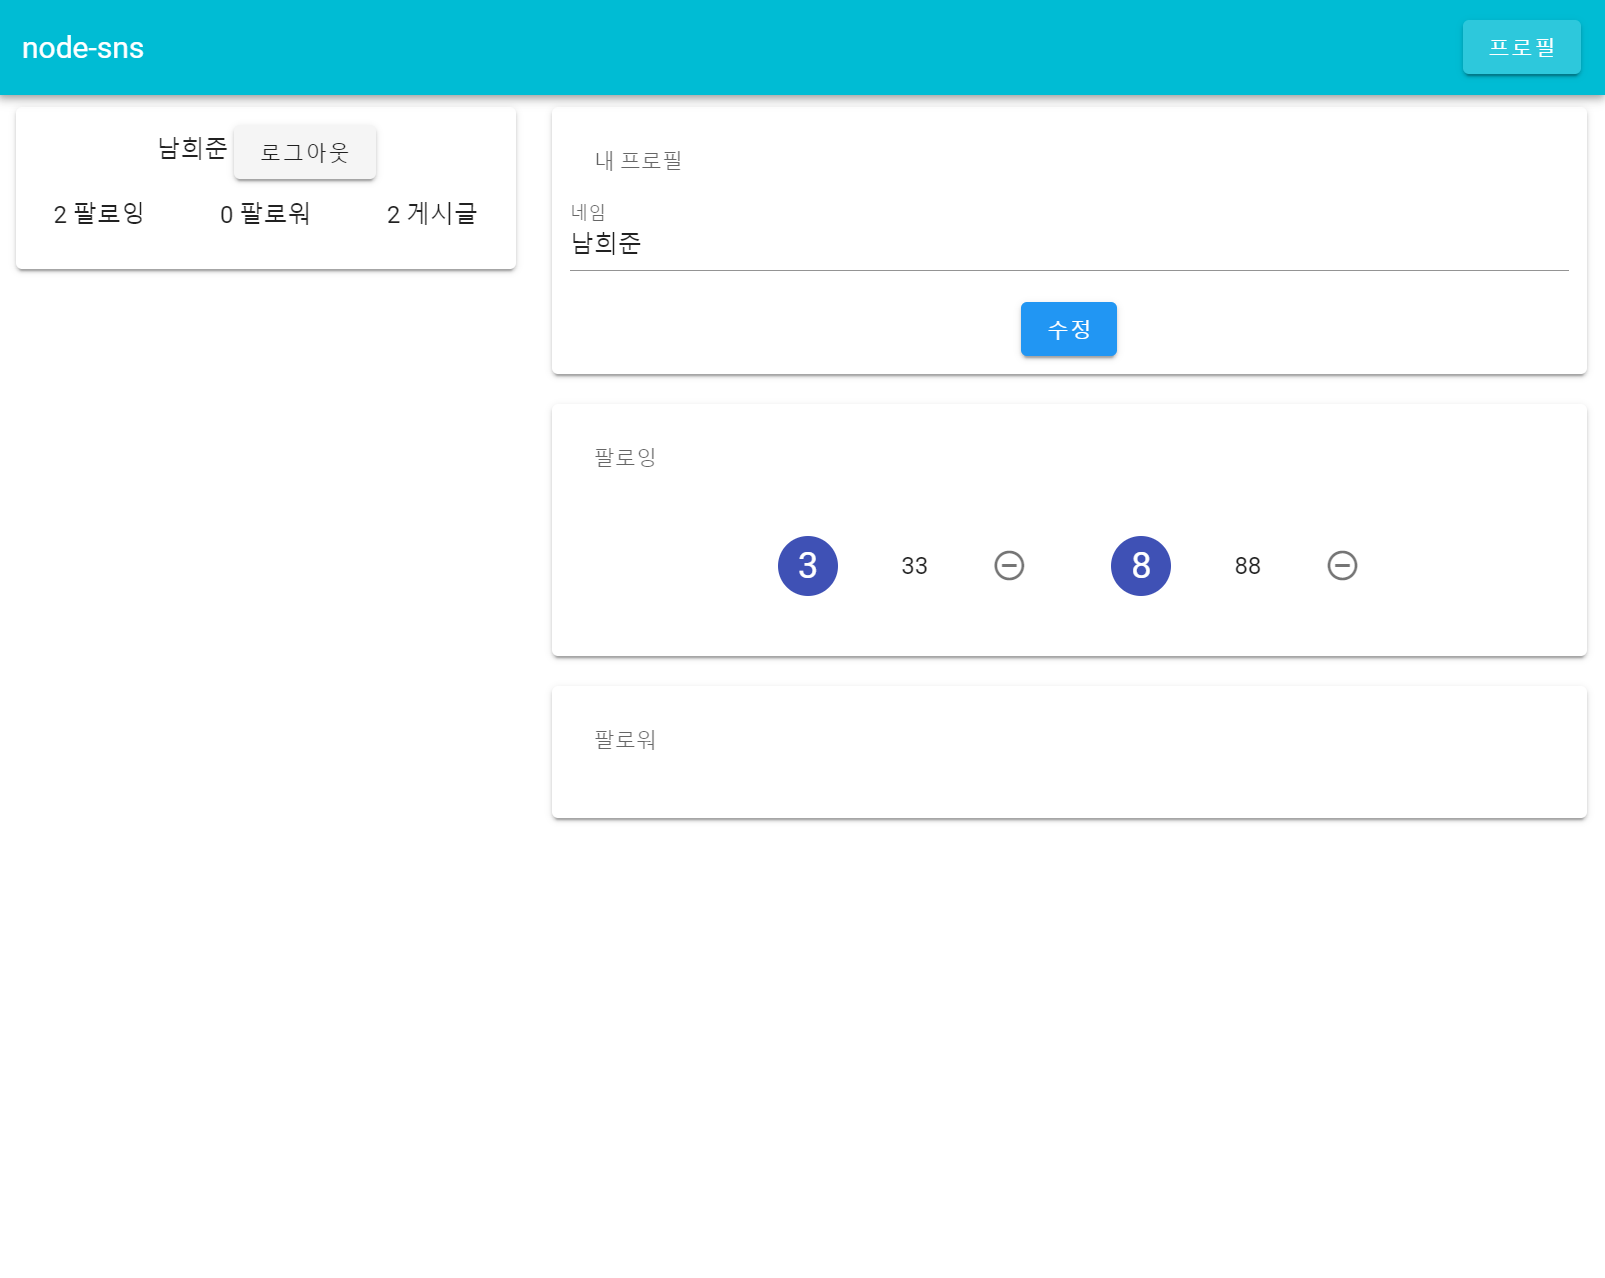 node-sns
프로필
남희준 로그아웃
2 팔로잉 0 팔로워 2 게시글
내 프로필
네임
남희준
수정
팔로잉
3 33 8 88
팔로워